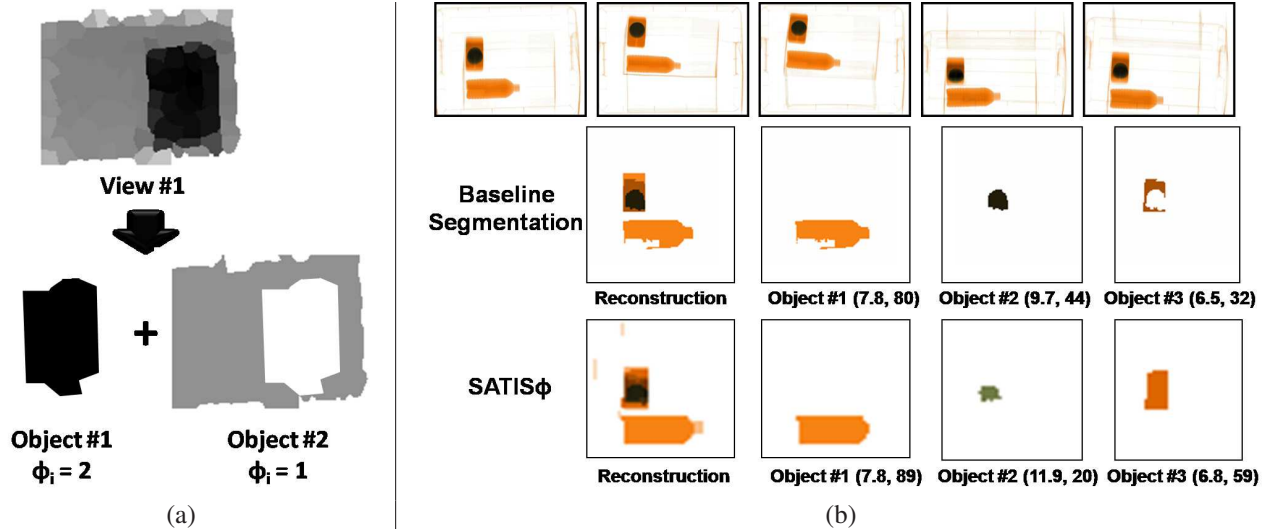 View #1
+
Object #1
ϕi = 2
Object #2
ϕi = 1
(a)
Baseline
Segmentation
Reconstruction
Object #1 (7.8, 80)
Object #2 (9.7, 44)
Object #3 (6.5, 32)
SATISϕ
Reconstruction
Object #1 (7.8, 89)
Object #2 (11.9, 20)
Object #3 (6.8, 59)
(b)